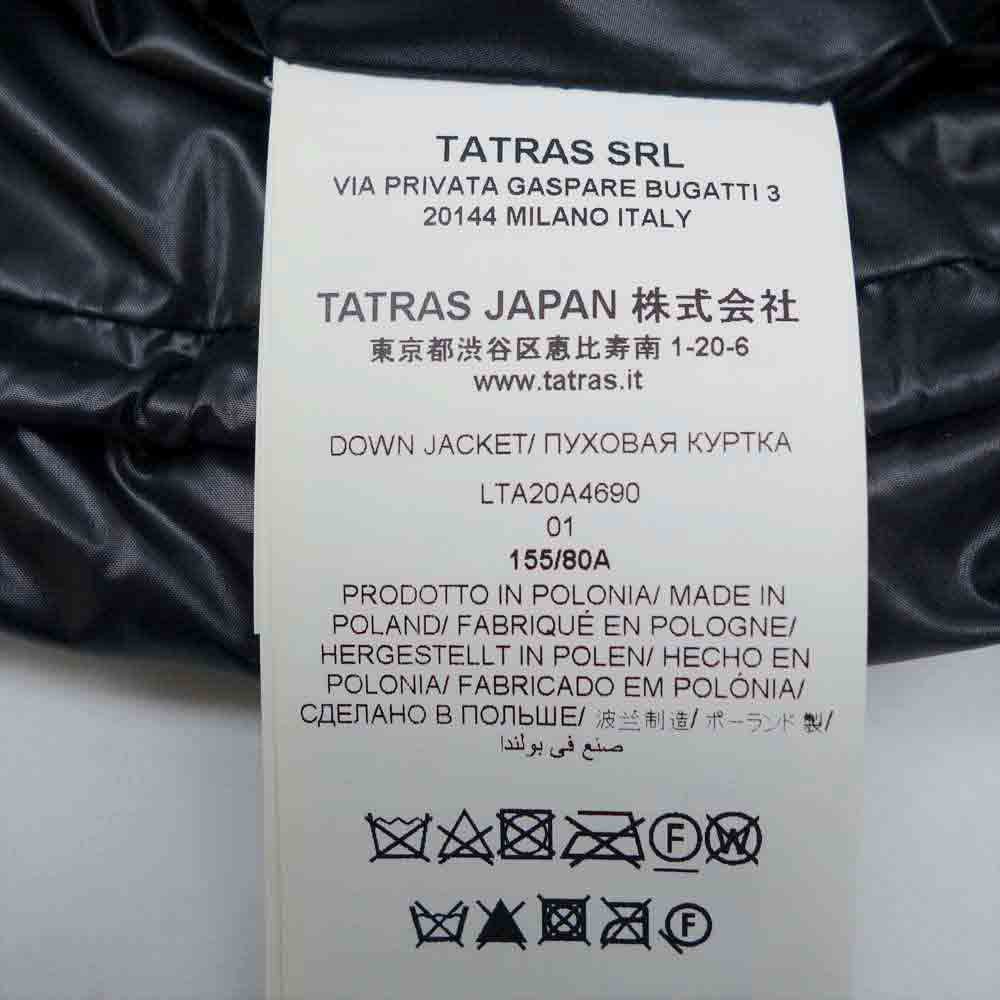 TATRAS SRL
VIA PRIVATA GASPARE BUGATTI 3
20144 MILANO ITALY
TATRAS JAPAN 株式会社
東京都渋谷区恵比寿南 1-20-6
www.tatras.it
DOWN JACKET/ ПУХОВАЯ КУРТКА
LTA20A4690
01
155/80A
PRODOTTO IN POLONIA/ MADE IN
POLAND/ FABRIQUÉ EN POLOGNE/
HERGESTELLT IN POLEN/ HECHO EN
POLONIA/ FABRICADO EM POLÓNIA/
СДЕЛАНО В ПОЛЬШЕ/ 波兰制造/ ポーランド製/
صنع في بولندا
F W
F